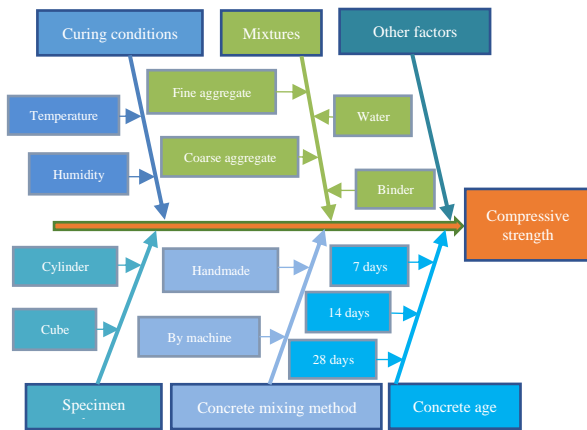 Curing conditions
Mixtures
Other factors
Fine aggregate
Temperature
Water
Coarse aggregate
Humidity
Binder
Compressive
strength
Cylinder
Handmade
7 days
14 days
Cube
By machine
28 days
Specimen
Concrete mixing method
Concrete age